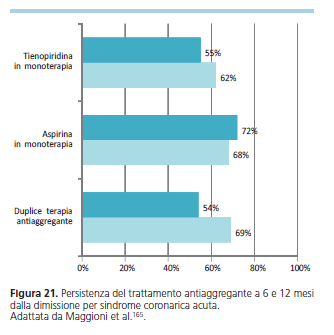 Tienopiridina
in monoterapia
55%
62%
Aspirina
in monoterapia
72%
68%
Duplice terapia
antiaggregante
54%
69%
0% 20% 40% 60% 80% 100%
Figura 21. Persistenza del trattamento antiaggregante a 6 e 12 mesi
dalla dimissione per sindrome coronarica acuta.
Adattata da Maggioni et al.165.